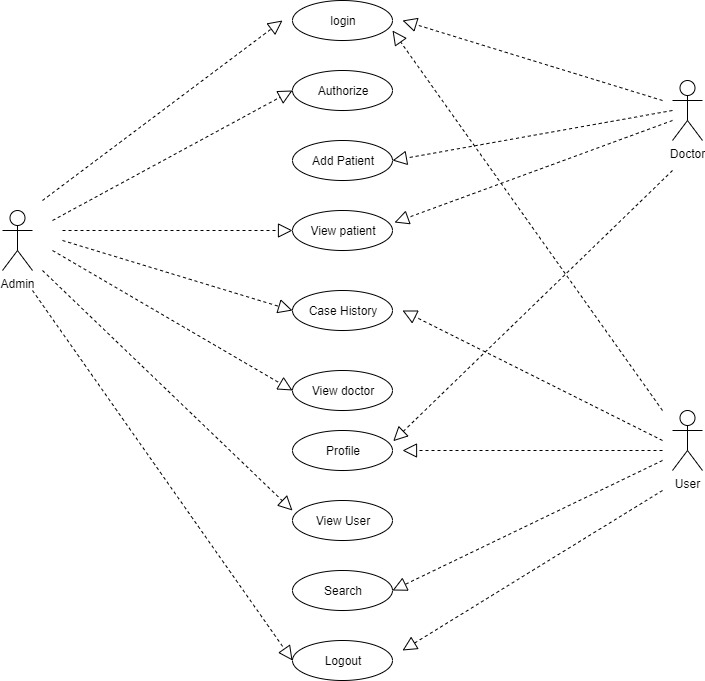 login
Authorize
Doctor
Add Patient
View patient
Admin
Case History
View doctor
Profile
User
View User
Search
Logout